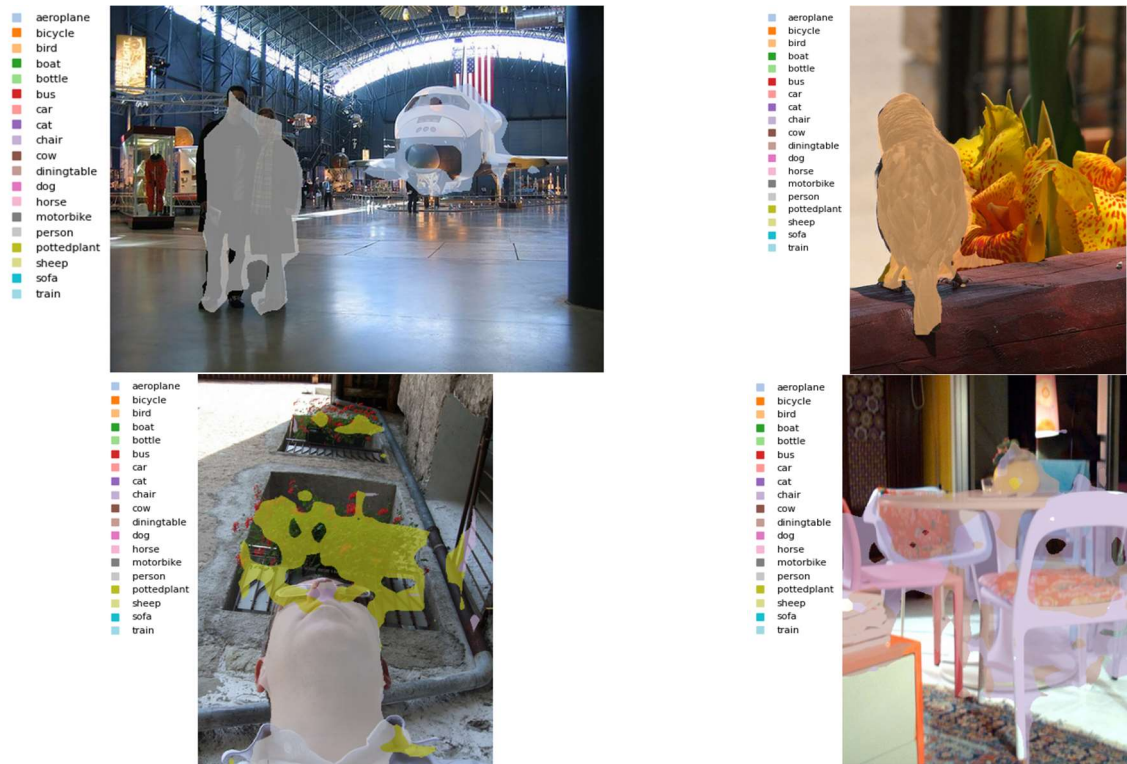 aeroplane
bicycle
bird
boat
bottle
bus
car
cat
chair
cow
diningtable
dog
horse
motorbike
person
pottedplant
sheep
sofa
train
aeroplane
bicycle
bird
boat
bottle
bus
car
cat
chair
cow
diningtable
dog
horse
motorbike
person
pottedplant
sheep
sofa
train
aeroplane
bicycle
bird
boat
bottle
bus
car
cat
chair
cow
diningtable
dog
horse
motorbike
person
pottedplant
sheep
sofa
train
aeroplane
bicycle
bird
boat
bottle
bus
car
cat
chair
cow
diningtable
dog
horse
motorbike
person
pottedplant
sheep
sofa
train